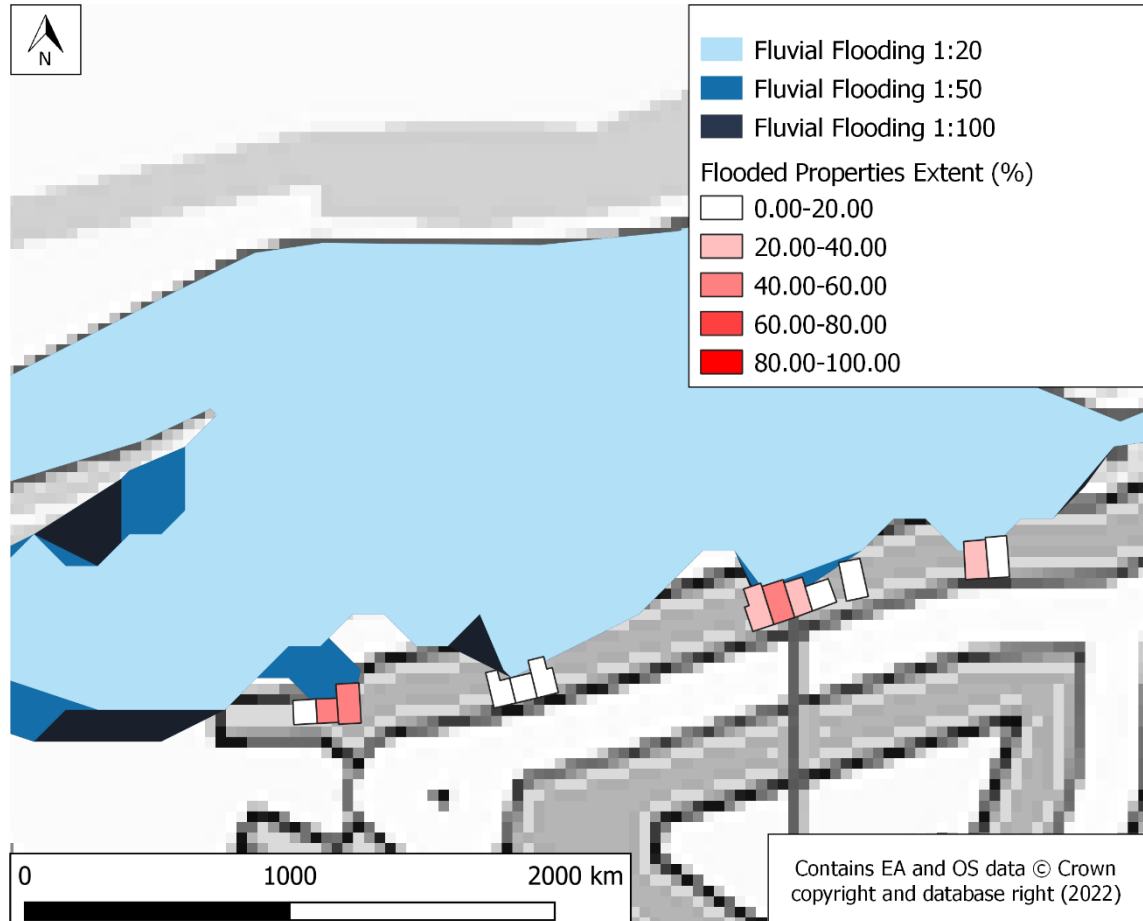 N
Fluvial Flooding 1:20
Fluvial Flooding 1:50
Fluvial Flooding 1:100
Flooded Properties Extent (%)
0.00-20.00
20.00-40.00
40.00-60.00
60.00-80.00
80.00-100.00
0 1000 2000 km
Contains EA and OS data © Crown
copyright and database right (2022)